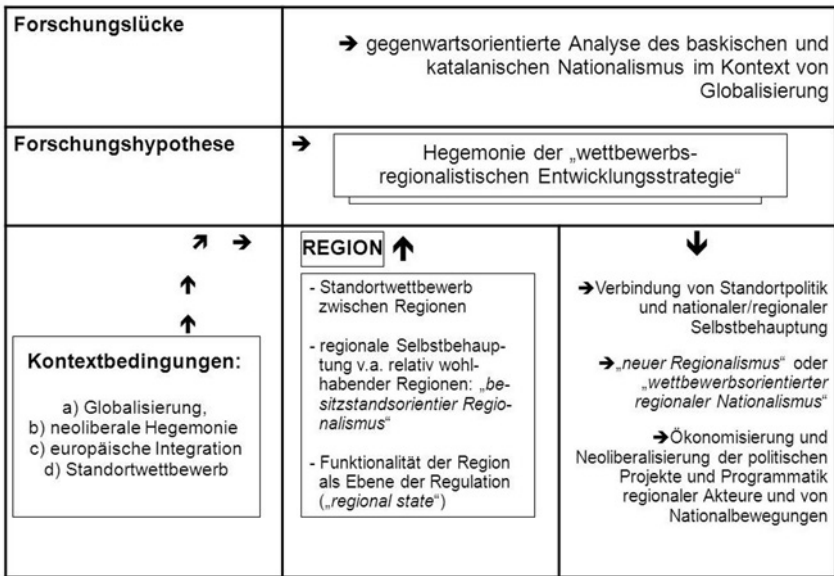 Forschungslücke
➔ gegenwartsorientierte Analyse des baskischen und
katalanischen Nationalismus im Kontext von
Globalisierung
Forschungshypothese
➔
Hegemonie der „wettbewerbs-
regionalistischen Entwicklungsstrategie“
Kontextbedingungen:
a) Globalisierung,
b) neoliberale Hegemonie
c) europäische Integration
d) Standortwettbewerb
REGION
- Standortwettbewerb
zwischen Regionen
- regionale Selbstbehaup-
tung v.a. relativ wohl-
habender Regionen: „be-
sitzstandsorientier Regio-
nalismus“
- Funktionalität der Region
als Ebene der Regulation
(„regional state“)
➔Verbindung von Standortpolitik
und nationaler/regionaler
Selbstbehauptung
➔„neuer Regionalismus“ oder
„wettbewerbsorientierter
regionaler Nationalismus“
➔Ökonomisierung und
Neoliberalisierung der politischen
Projekte und Programmatik
regionaler Akteure und von
Nationalbewegungen